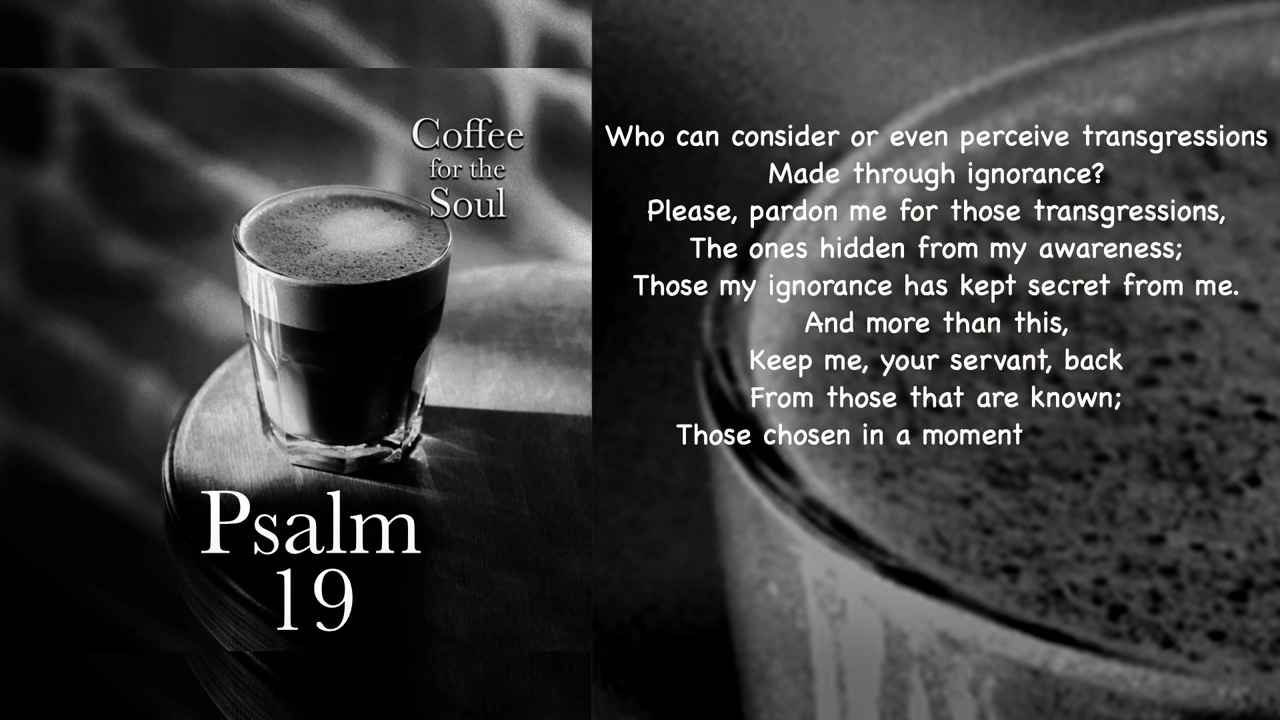 Coffee
for the
Soul
Psalm
19
Who can consider or even perceive transgressions
Made through ignorance?
Please, pardon me for those transgressions,
The ones hidden from my awareness;
Those my ignorance has kept secret from me.
And more than this,
Keep me, your servant, back
From those that are known;
Those chosen in a moment